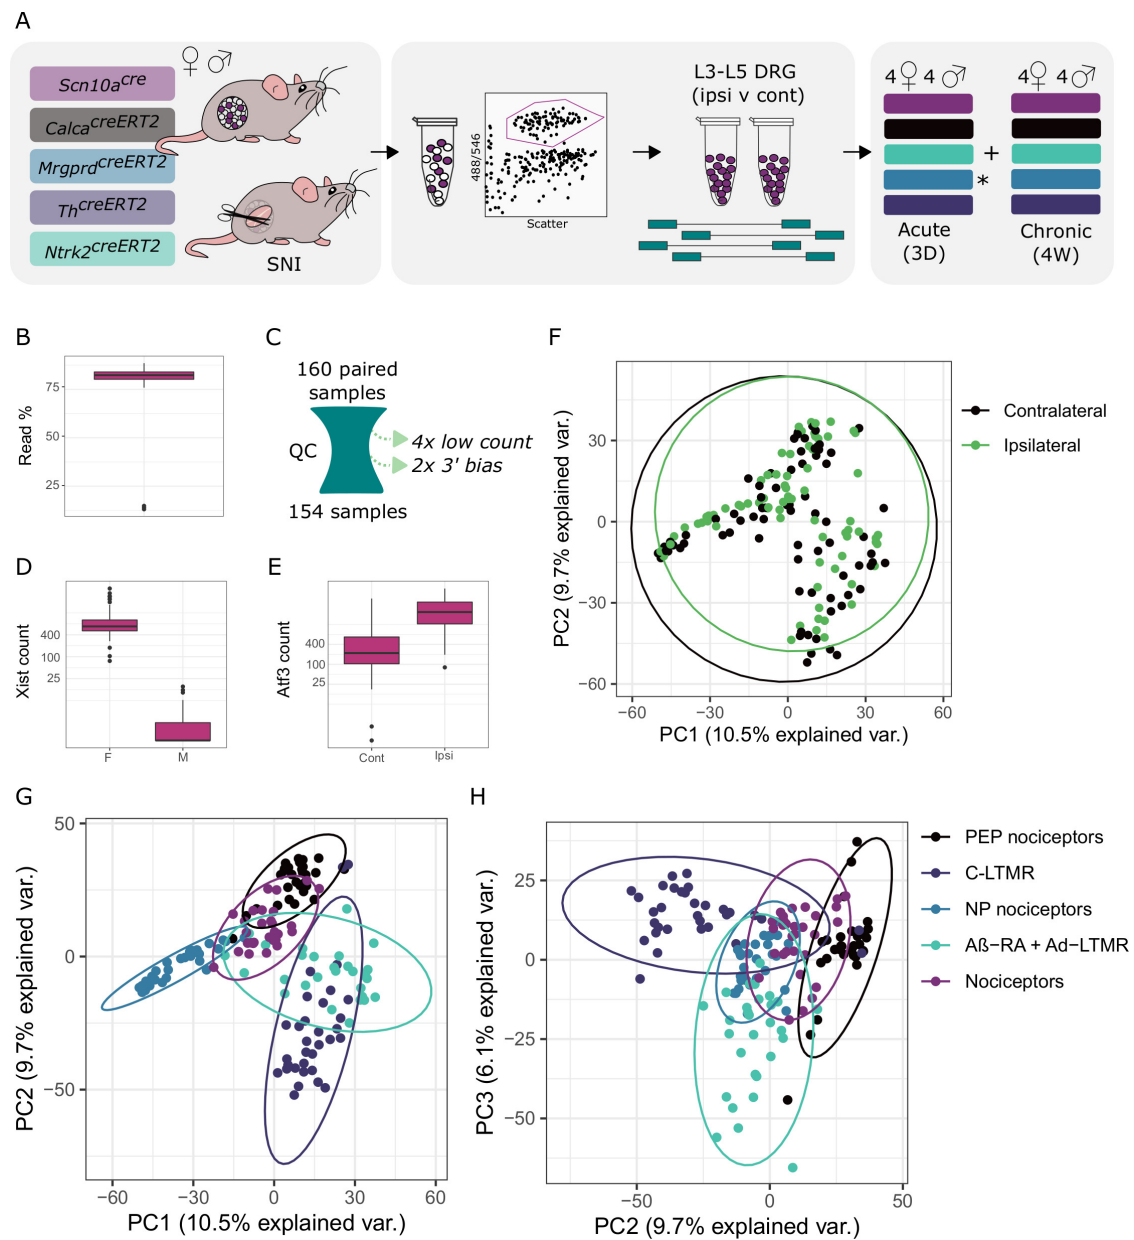 A
♀ ♂
Scn10acre
CalcacreERT2
MrgprdcreERT2
ThcreERT2
Ntrk2creERT2
SNI
488/546
Scatter
L3-L5 DRG
(ipsi v cont)
4♀ 4♂ 4♀ 4♂
+
*
Acute
(3D)
Chronic
(4W)
B
Read %
75
50
25
C
160 paired
samples
QC
4x low count
2x 3' bias
154 samples
D
Xist count
400
100
25
F M
E
Atf3 count
400
100
25
Cont Ipsi
F
PC2 (9.7% explained var.)
30
0
−30
−60
−60 −30 0 30 60
PC1 (10.5% explained var.)
Contralateral
Ipsilateral
G
PC2 (9.7% explained var.)
50
0
−50
−60 −30 0 30 60
PC1 (10.5% explained var.)
H
PC3 (6.1% explained var.)
25
0
−25
−50
−50 0 50
PC2 (9.7% explained var.)
PEP nociceptors
C-LTMR
NP nociceptors
Aß−RA + Ad−LTMR
Nociceptors